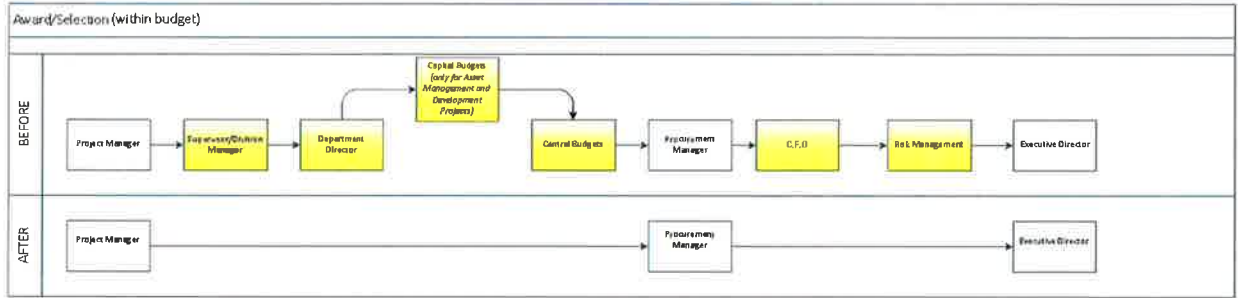 Award/Selection (within budget)
BEFORE
Capital Budgets
(only for Asset
Management and
Development
Projects)
Project Manager
Supervisor/Division
Manager
Department
Director
Central Budgets
Procurement
Manager
C.F.O
Risk Management
Executive Director
AFTER
Project Manager
Procurement
Manager
Executive Director